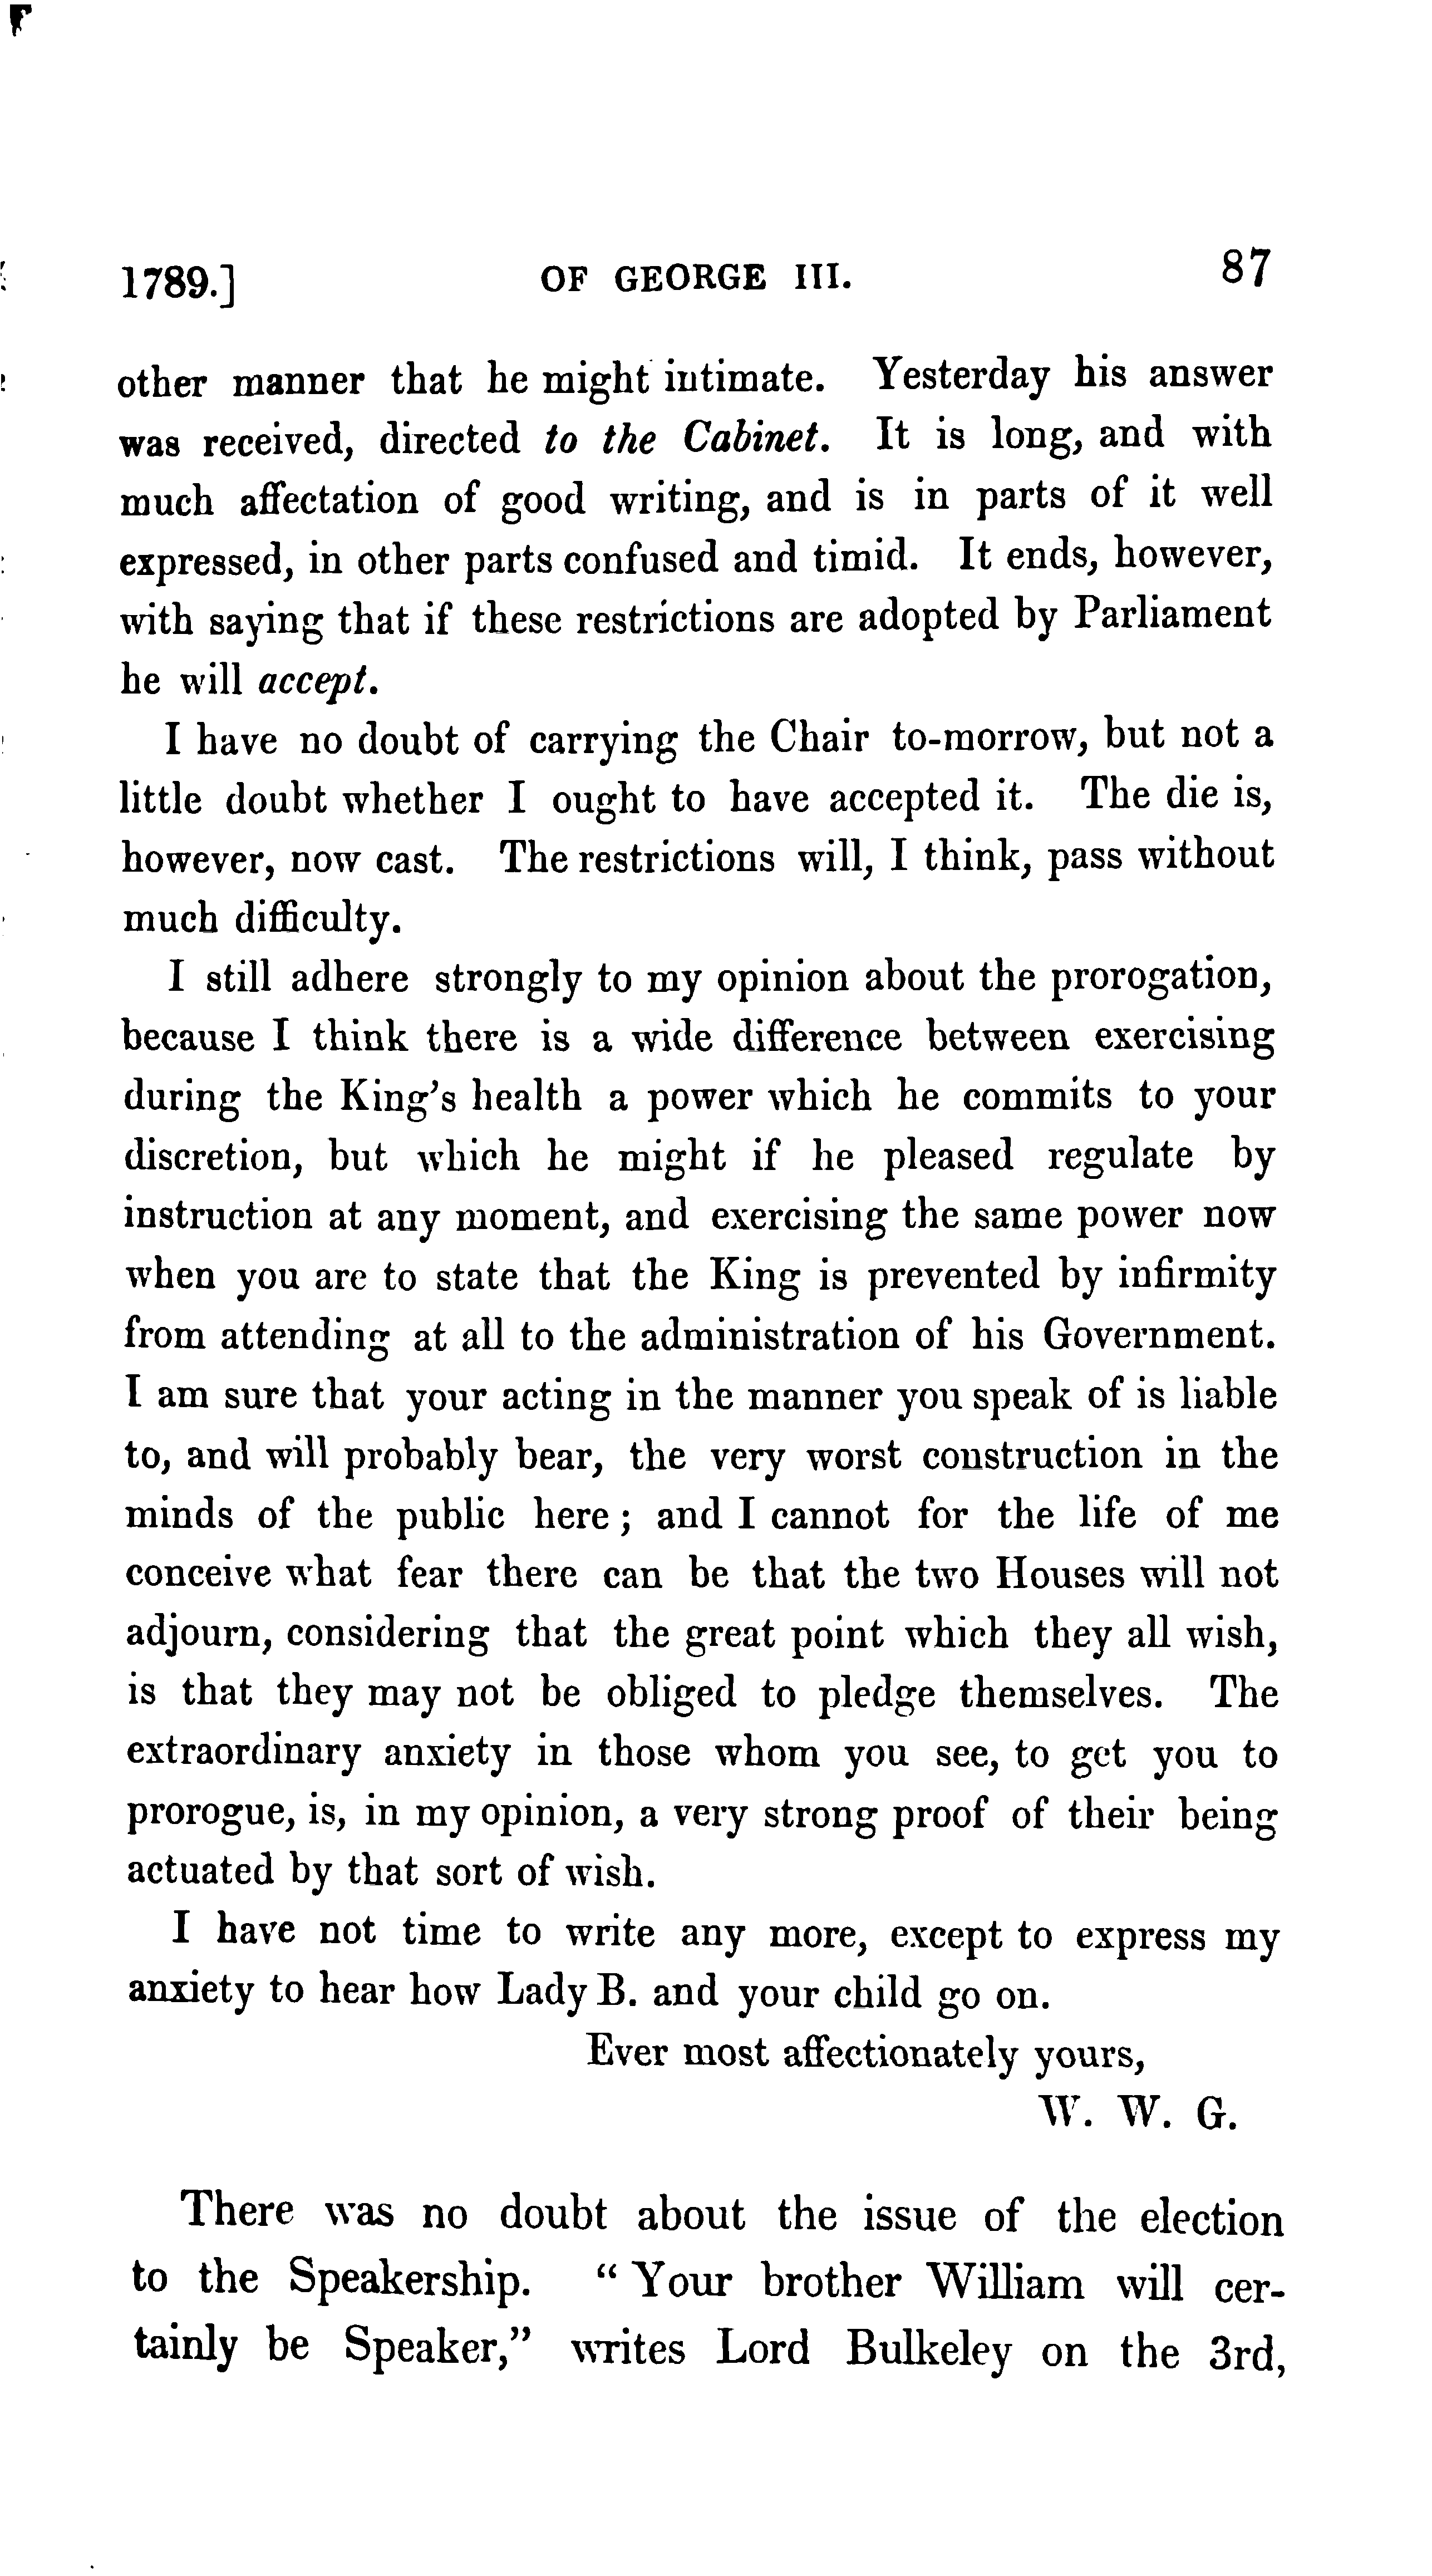 1789.] OF GEORGE III. 87
other manner that he might intimate. Yesterday his answer
was received, directed to the Cabinet. It is long, and with
much affectation of good writing, and is in parts of it well
expressed, in other parts confused and timid. It ends, however,
with saying that if these restrictions are adopted by Parliament
he will accept.
I have no doubt of carrying the Chair to-morrow, but not a
little doubt whether I ought to have accepted it. The die is,
however, now cast. The restrictions will, I think, pass without
much difficulty.
I still adhere strongly to my opinion about the prorogation,
because I think there is a wide difference between exercising
during the King's health a power which he commits to your
discretion, but which he might if he pleased regulate by
instruction at any moment, and exercising the same power now
when you are to state that the King is prevented by infirmity
from attending at all to the administration of his Government.
I am sure that your acting in the manner you speak of is liable
to, and will probably bear, the very worst construction in the
minds of the public here; and I cannot for the life of me
conceive what fear there can be that the two Houses will not
adjourn, considering that the great point which they all wish,
is that they may not be obliged to pledge themselves. The
extraordinary anxiety in those whom you see, to get you to
prorogue, is, in my opinion, a very strong proof of their being
actuated by that sort of wish.
I have not time to write any more, except to express my
anxiety to hear how Lady B. and your child go on.
Ever most affectionately yours,
W. W. G.
There was no doubt about the issue of the election
to the Speakership. "Your brother William will cer-
tainly be Speaker," writes Lord Bulkeley on the 3rd,